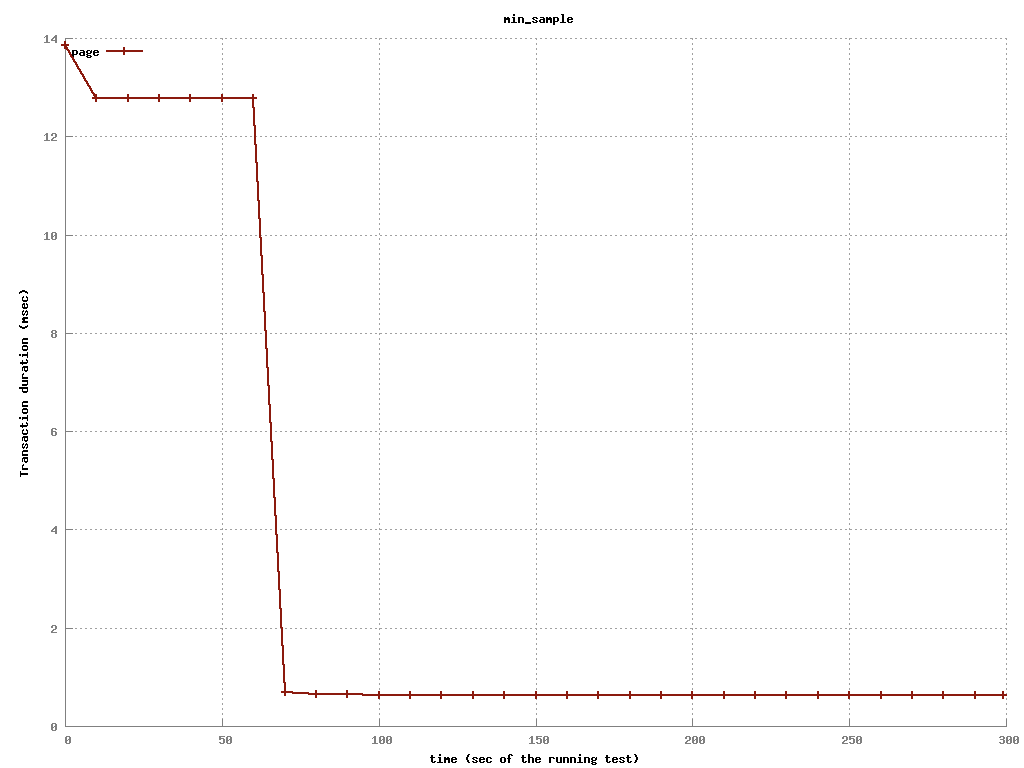 min_sample
page
14
12
10
8
6
4
2
0
Transaction duration (msec)
0 50 100 150 200 250 300
time (sec of the running test)